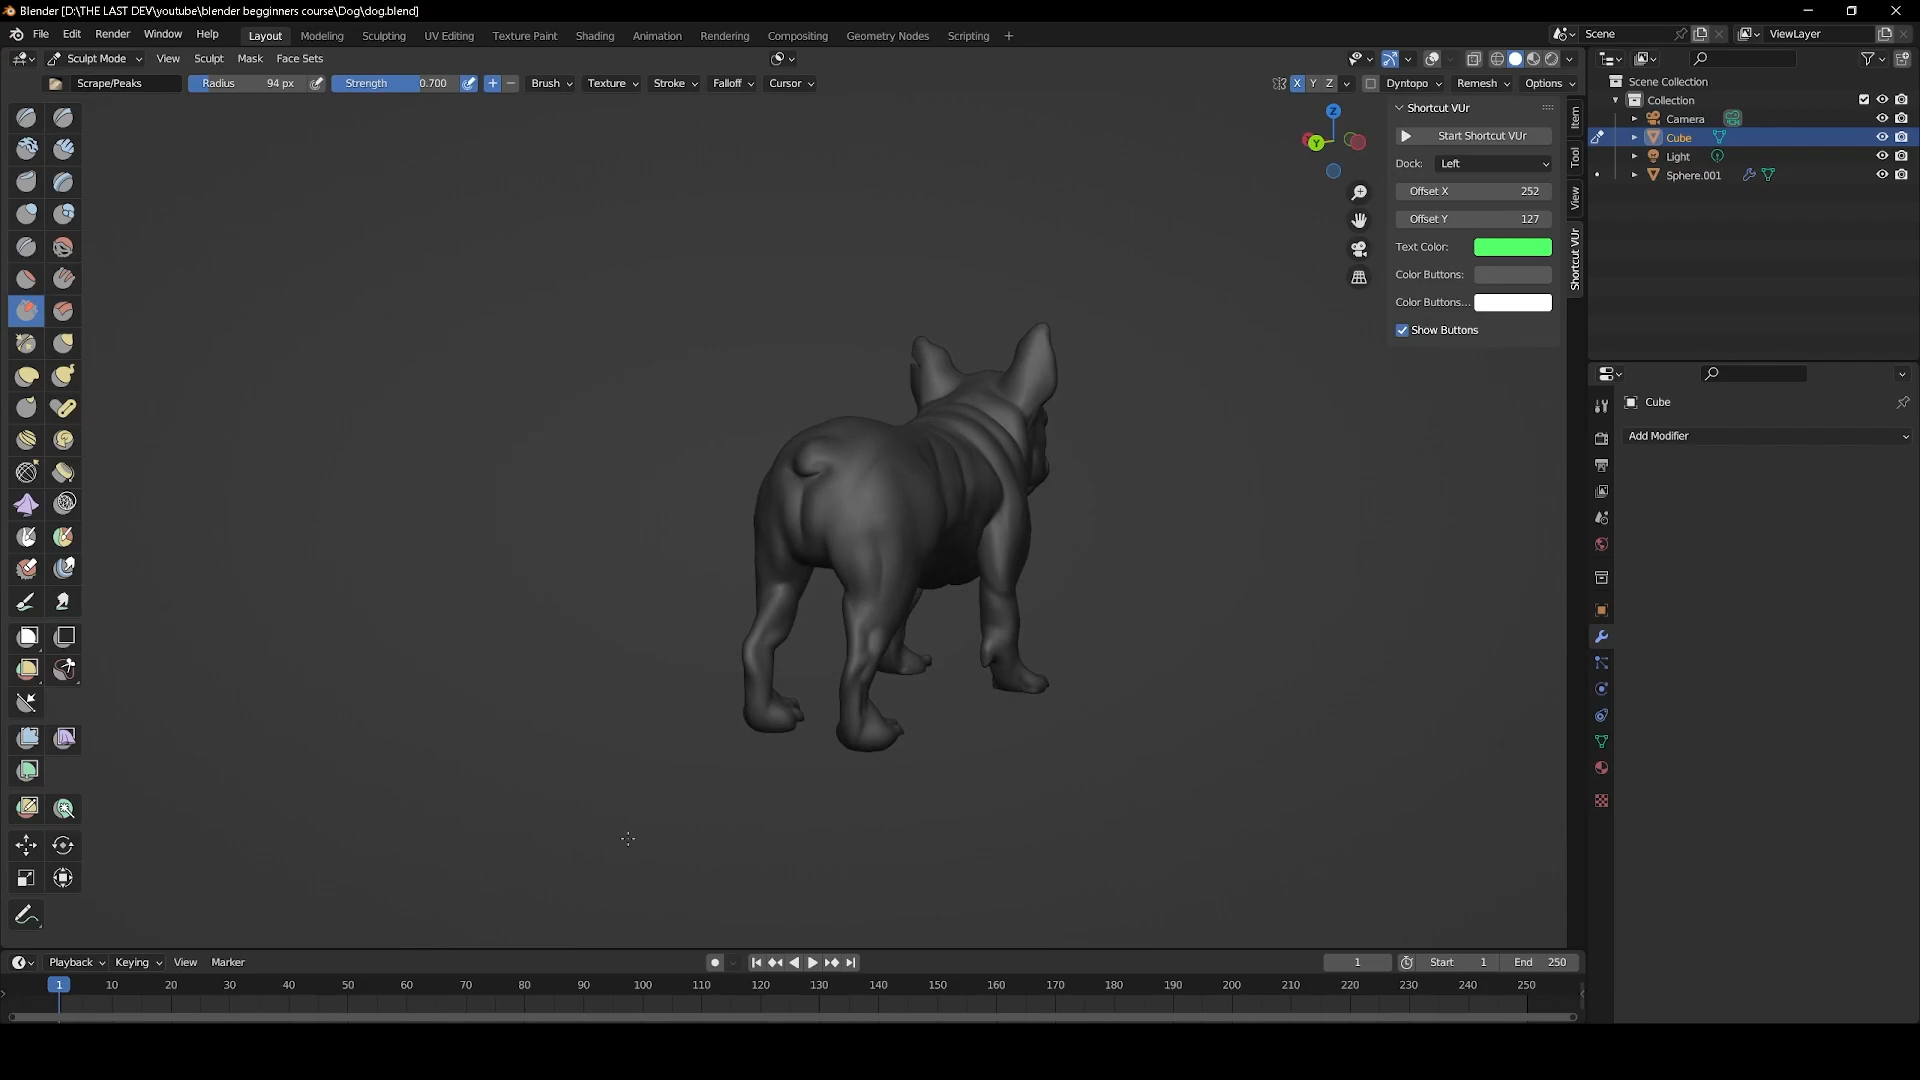 Blender [D:\THE LAST DEV\youtube\blender begginners course\Dog\dog.blend]
File Edit Render Window Help Layout Modeling Sculpting UV Editing Texture Paint Shading Animation Rendering Compositing Geometry Nodes Scripting + Scene ViewLayer
Sculpt Mode View Sculpt Mask Face Sets
Scrape/Peaks Radius 94 px Strength 0.700 + − Brush Texture Stroke Falloff Cursor X Y Z Dyntopo Remesh Options
Z
Y
Shortcut VUr
Start Shortcut VUr
Dock: Left
Offset X 252
Offset Y 127
Text Color:
Color Buttons:
Color Buttons...
Show Buttons
Item
Tool
View
Shortcut VUr
Scene Collection
Collection
Camera
Cube
Light
Sphere.001
Cube
Add Modifier
Playback Keying View Marker 1 Start 1 End 250
1 10 20 30 40 50 60 70 80 90 100 110 120 130 140 150 160 170 180 190 200 210 220 230 240 250